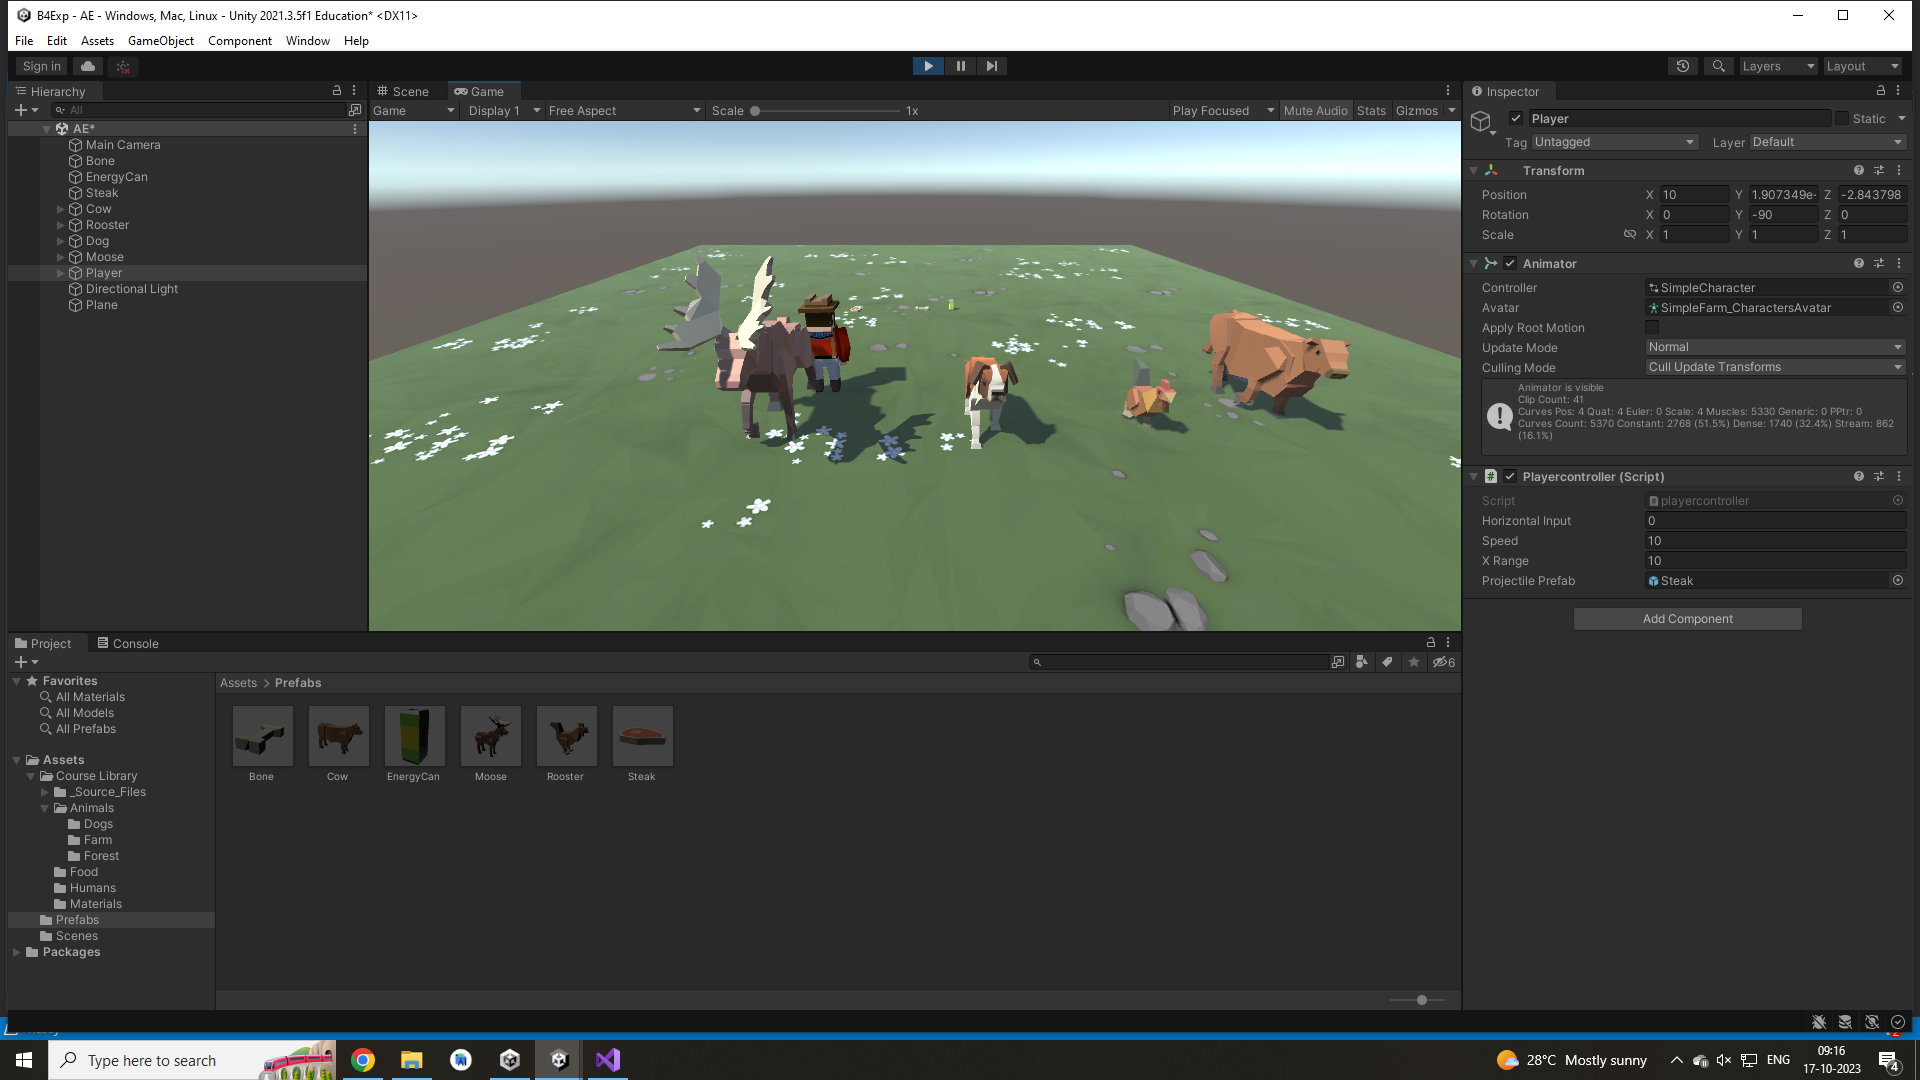 B4Exp - AE - Windows, Mac, Linux - Unity 2021.3.5f1 Education* <DX11>
File Edit Assets GameObject Component Window Help
Sign in
Layers Layout
Hierarchy
All
AE*
Main Camera
Bone
EnergyCan
Steak
Cow
Rooster
Dog
Moose
Player
Directional Light
Plane
Scene Game
Game Display 1 Free Aspect Scale 1x Play Focused Mute Audio Stats Gizmos
Inspector
Player Static
Tag Untagged Layer Default
Transform
Position X 10 Y 1.907349e- Z -2.843798
Rotation X 0 Y -90 Z 0
Scale X 1 Y 1 Z 1
Animator
Controller SimpleCharacter
Avatar SimpleFarm_CharactersAvatar
Apply Root Motion
Update Mode Normal
Culling Mode Cull Update Transforms
Animator is visible
Clip Count: 41
Curves Pos: 4 Quat: 4 Euler: 0 Scale: 4 Muscles: 5330 Generic: 0 PPtr: 0
Curves Count: 5370 Constant: 2768 (51.5%) Dense: 1740 (32.4%) Stream: 862
(16.1%)
Playercontroller (Script)
Script playercontroller
Horizontal Input 0
Speed 10
X Range 10
Projectile Prefab Steak
Add Component
Project Console
6
Favorites
All Materials
All Models
All Prefabs
Assets
Course Library
_Source_Files
Animals
Dogs
Farm
Forest
Food
Humans
Materials
Prefabs
Scenes
Packages
Assets > Prefabs
Bone Cow EnergyCan Moose Rooster Steak
Type here to search
28°C Mostly sunny
ENG
09:16
17-10-2023
4